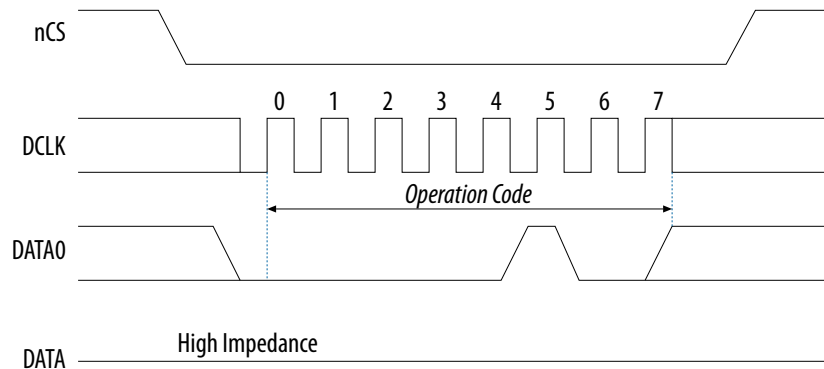 nCS
0 1 2 3 4 5 6 7
DCLK
Operation Code
DATA0
High Impedance
DATA